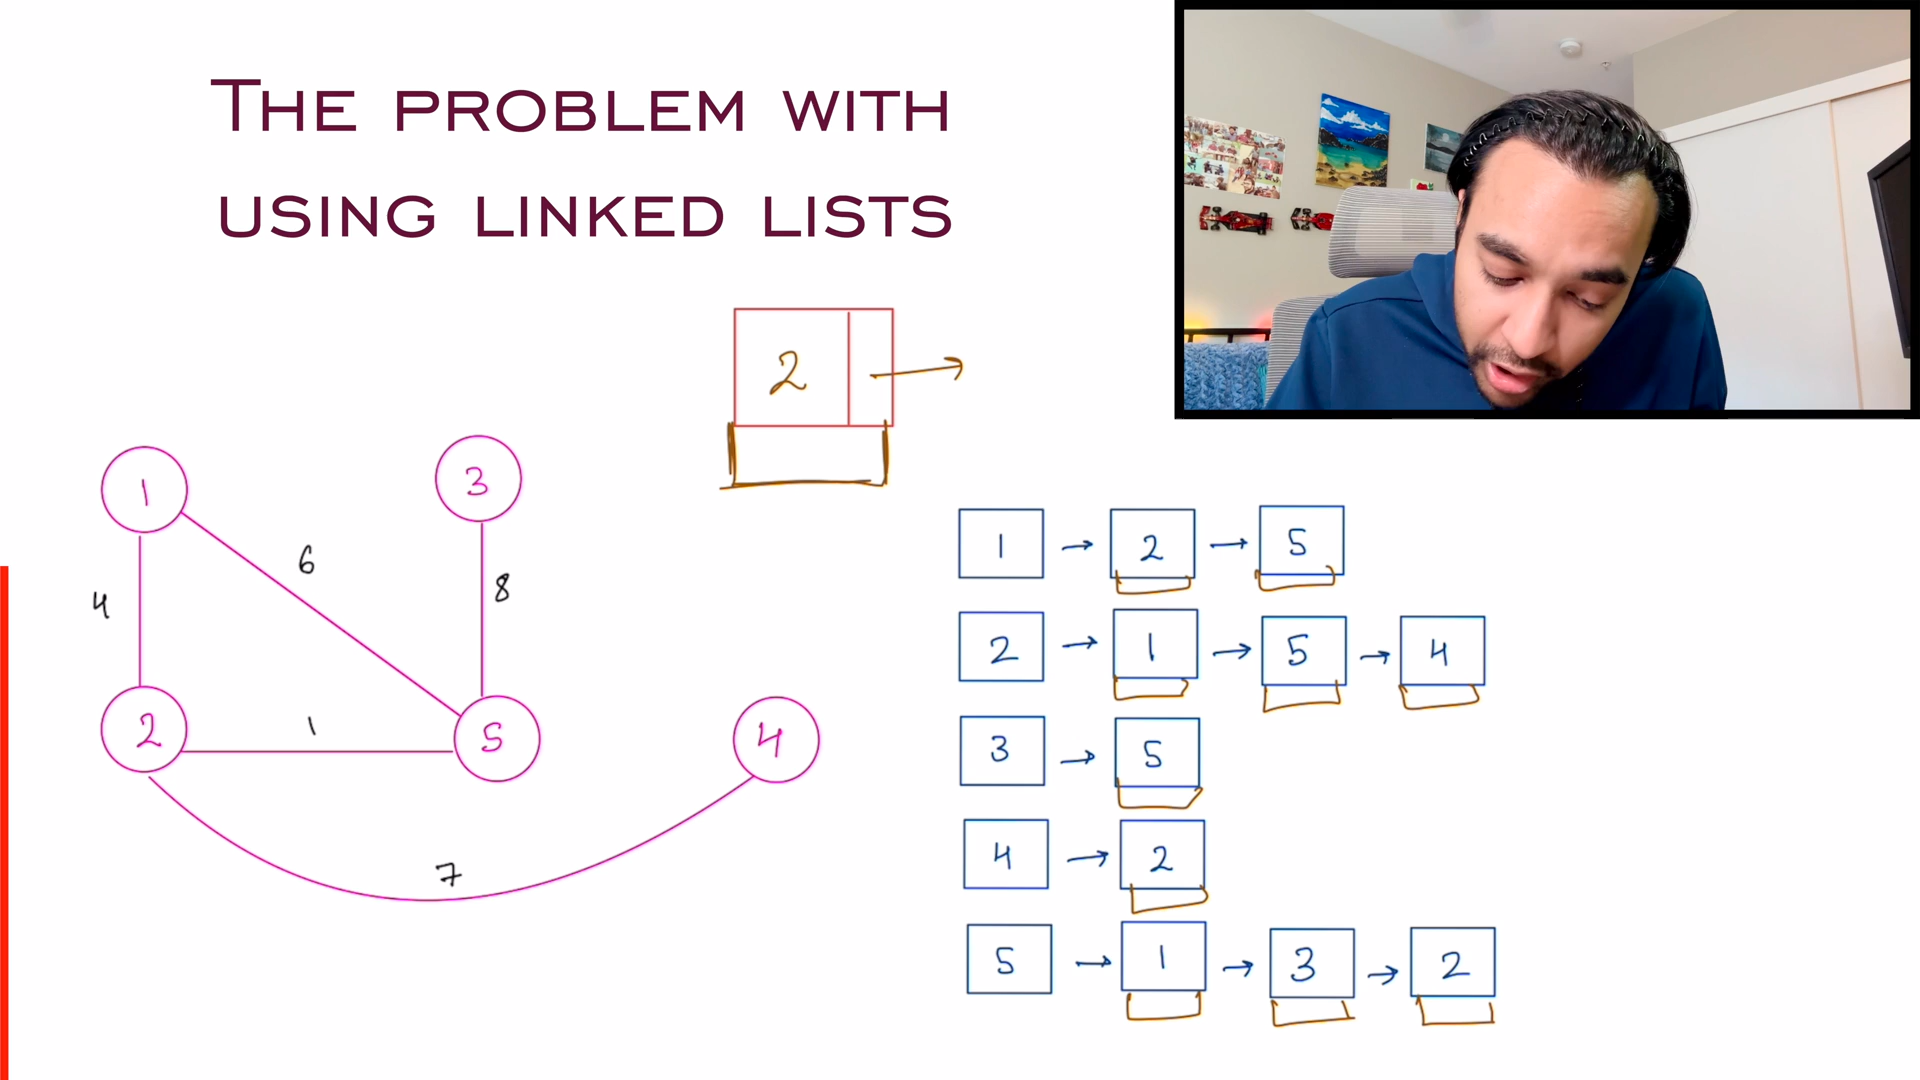 THE PROBLEM WITH
USING LINKED LISTS
2 →
1 3
6
4 8
2 1 5 4
7
1 → 2 → 5
2 → 1 → 5 → 4
3 → 5
4 → 2
5 → 1 → 3 → 2